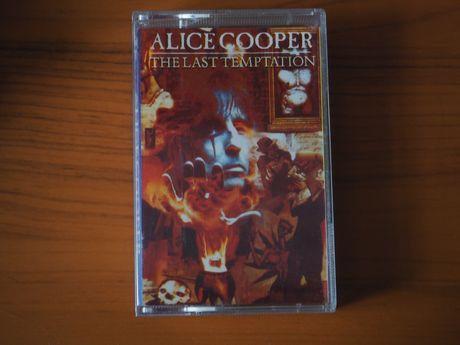 ALICE COOPER
THE LAST TEMPTATION